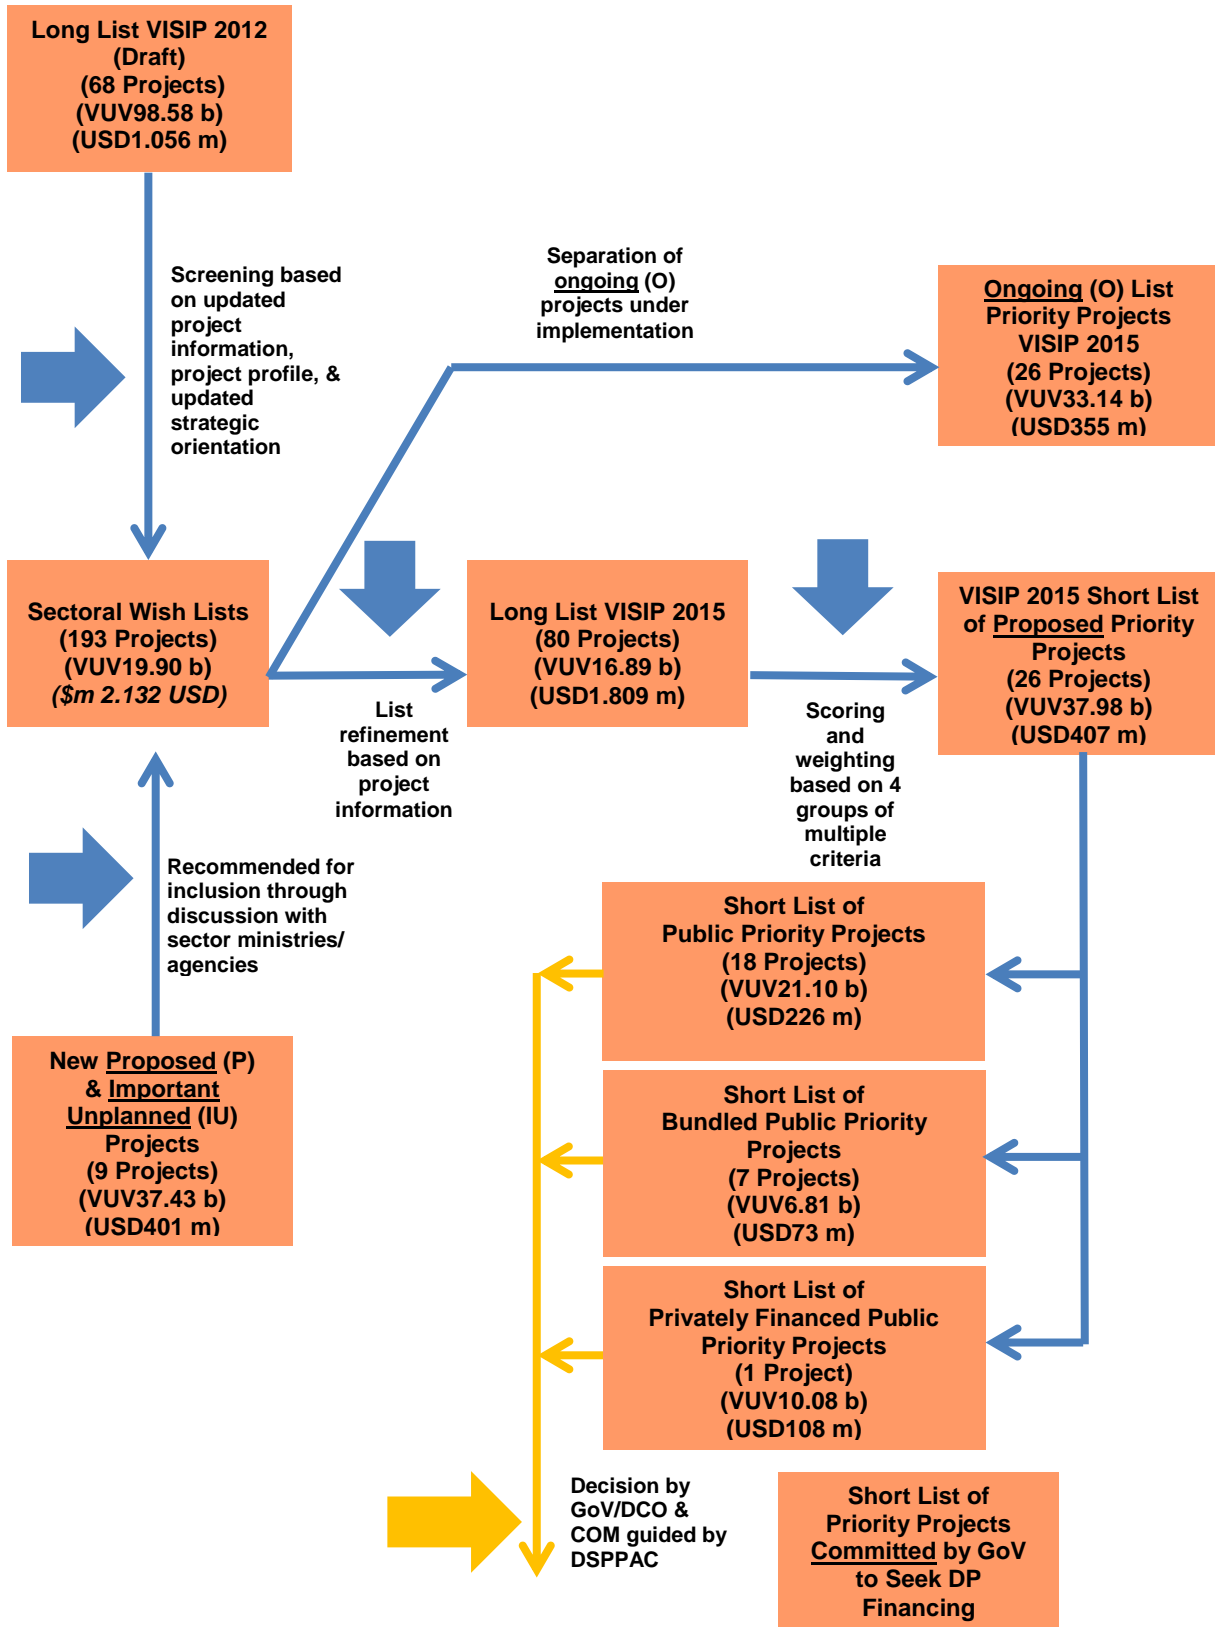 Long List VISIP 2012
(Draft)
(68 Projects)
(VUV98.58 b)
(USD1.056 m)
Screening based
on updated
project
information,
project profile, &
updated
strategic
orientation
Separation of
ongoing (O)
projects under
implementation
Ongoing (O) List
Priority Projects
VISIP 2015
(26 Projects)
(VUV33.14 b)
(USD355 m)
Sectoral Wish Lists
(193 Projects)
(VUV19.90 b)
($m 2.132 USD)
List
refinement
based on
project
information
Long List VISIP 2015
(80 Projects)
(VUV16.89 b)
(USD1.809 m)
Scoring
and
weighting
based on 4
groups of
multiple
criteria
VISIP 2015 Short List
of Proposed Priority
Projects
(26 Projects)
(VUV37.98 b)
(USD407 m)
Recommended for
inclusion through
discussion with
sector ministries/
agencies
New Proposed (P)
& Important
Unplanned (IU)
Projects
(9 Projects)
(VUV37.43 b)
(USD401 m)
Short List of
Public Priority Projects
(18 Projects)
(VUV21.10 b)
(USD226 m)
Short List of
Bundled Public Priority
Projects
(7 Projects)
(VUV6.81 b)
(USD73 m)
Short List of
Privately Financed Public
Priority Projects
(1 Project)
(VUV10.08 b)
(USD108 m)
Decision by
GoV/DCO &
COM guided by
DSPPAC
Short List of
Priority Projects
Committed by GoV
to Seek DP
Financing